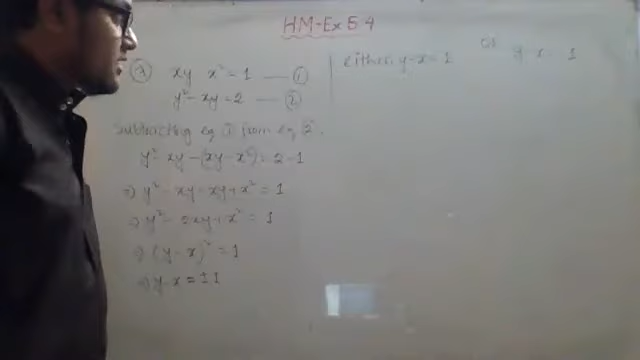 HM-Ex 5.4
xy x² = 1 —— ①
y² - xy = 2 —— ②
Subtracting eq ① from eq ②,
y² - xy - (xy - x²) = 2 - 1
⇒ y² - xy - xy + x² = 1
⇒ y² - 2xy + x² = 1
⇒ (y - x)² = 1
⇒ y - x = ±1
either y - x = 1 or y x = 1